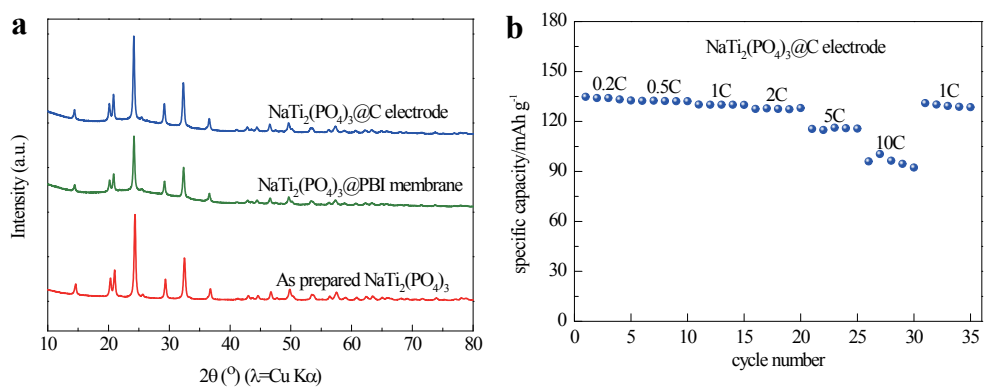 a
Intensity (a.u.)
NaTi₂(PO₄)₃@C electrode
NaTi₂(PO₄)₃@PBI membrane
As prepared NaTi₂(PO₄)₃
10 20 30 40 50 60 70 80
2θ (°) (λ=Cu Kα)
b
specific capacity/mAh g⁻¹
180
150
120
90
60
30
0
NaTi₂(PO₄)₃@C electrode
0.2C 0.5C 1C 2C 5C 10C 1C
0 5 10 15 20 25 30 35
cycle number